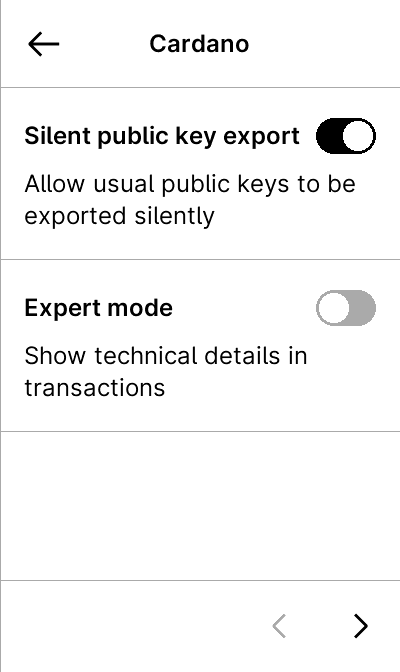 Cardano
Silent public key export
Allow usual public keys to be
exported silently
Expert mode
Show technical details in
transactions